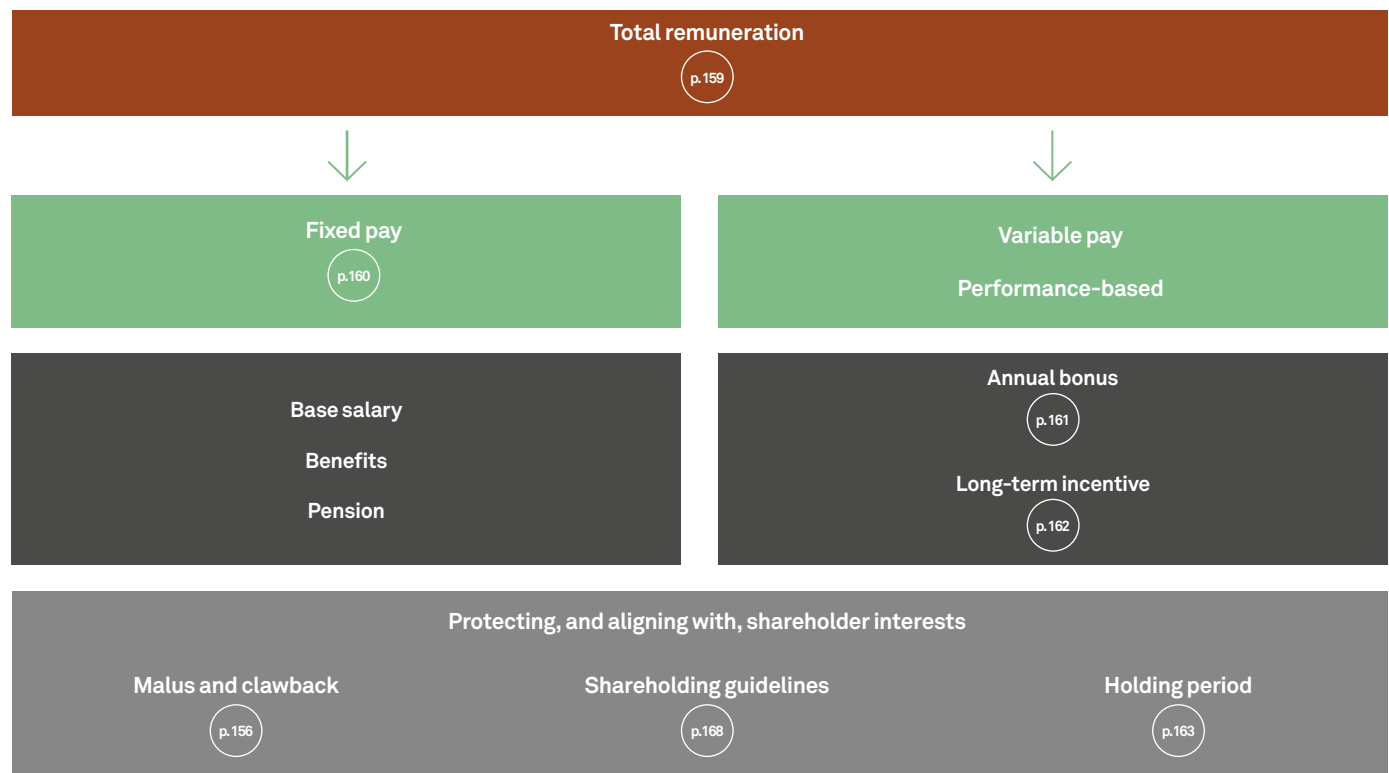 Total remuneration
p.159
Fixed pay
p.160
Variable pay
Performance-based
Base salary
Benefits
Pension
Annual bonus
p.161
Long-term incentive
p.162
Protecting, and aligning with, shareholder interests
Malus and clawback
p.156
Shareholding guidelines
p.168
Holding period
p.163